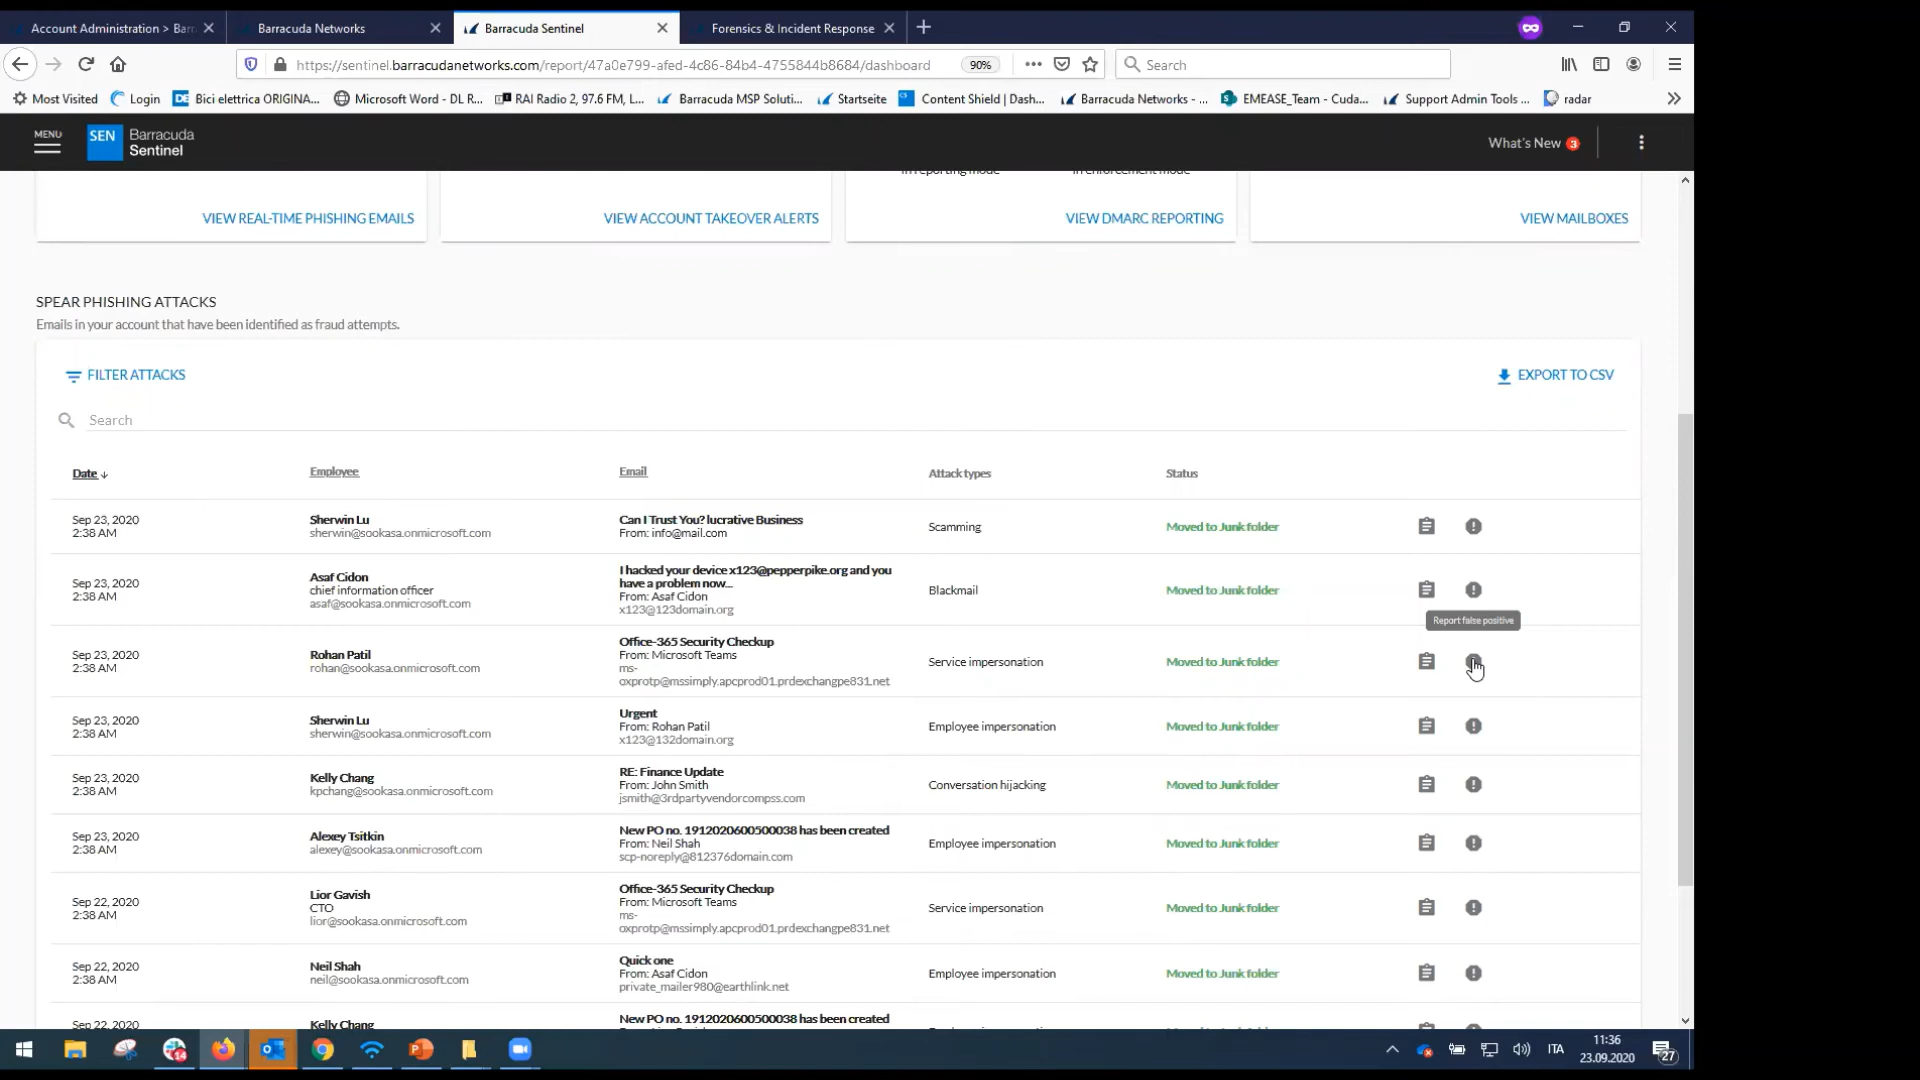 Account Administration > Barr
Barracuda Networks
Barracuda Sentinel
Forensics & Incident Response
https://sentinel.barracudanetworks.com/report/47a0e799-afed-4c86-84b4-4755844b8684/dashboard
90%
Search
Most Visited
Login
DE
Bici elettrica ORIGINA...
Microsoft Word - DL R...
RAI Radio 2, 97.6 FM, L...
Barracuda MSP Soluti...
Startseite
CS
Content Shield | Dash...
Barracuda Networks - ...
EMEASE_Team - Cuda...
Support Admin Tools ...
radar
MENU
SEN
Barracuda
Sentinel
What's New 3
in reporting mode
in enforcement mode
VIEW REAL-TIME PHISHING EMAILS
VIEW ACCOUNT TAKEOVER ALERTS
VIEW DMARC REPORTING
VIEW MAILBOXES
SPEAR PHISHING ATTACKS
Emails in your account that have been identified as fraud attempts.
FILTER ATTACKS
EXPORT TO CSV
Search
Date
Employee
Email
Attack types
Status
Sep 23, 2020
2:38 AM
Sherwin Lu
sherwin@sookasa.onmicrosoft.com
Can I Trust You? lucrative Business
From: info@mail.com
Scamming
Moved to Junk folder
Sep 23, 2020
2:38 AM
Asaf Cidon
chief information officer
asaf@sookasa.onmicrosoft.com
I hacked your device x123@pepperpike.org and you
have a problem now...
From: Asaf Cidon
x123@123domain.org
Blackmail
Moved to Junk folder
Report false positive
Sep 23, 2020
2:38 AM
Rohan Patil
rohan@sookasa.onmicrosoft.com
Office-365 Security Checkup
From: Microsoft Teams
ms-
oxprotp@mssimply.apcprod01.prdexchangpe831.net
Service impersonation
Moved to Junk folder
Sep 23, 2020
2:38 AM
Sherwin Lu
sherwin@sookasa.onmicrosoft.com
Urgent
From: Rohan Patil
x123@132domain.org
Employee impersonation
Moved to Junk folder
Sep 23, 2020
2:38 AM
Kelly Chang
kpchang@sookasa.onmicrosoft.com
RE: Finance Update
From: John Smith
jsmith@3rdpartyvendorcompss.com
Conversation hijacking
Moved to Junk folder
Sep 23, 2020
2:38 AM
Alexey Tsitkin
alexey@sookasa.onmicrosoft.com
New PO no. 1912020600500038 has been created
From: Neil Shah
scp-noreply@812376domain.com
Employee impersonation
Moved to Junk folder
Sep 22, 2020
2:38 AM
Lior Gavish
CTO
lior@sookasa.onmicrosoft.com
Office-365 Security Checkup
From: Microsoft Teams
ms-
oxprotp@mssimply.apcprod01.prdexchangpe831.net
Service impersonation
Moved to Junk folder
Sep 22, 2020
2:38 AM
Neil Shah
neil@sookasa.onmicrosoft.com
Quick one
From: Asaf Cidon
private_mailer980@earthlink.net
Employee impersonation
Moved to Junk folder
Sep 22, 2020
Kelly Chang
New PO no. 1912020600500038 has been created
14
ITA
11:36
23.09.2020
27